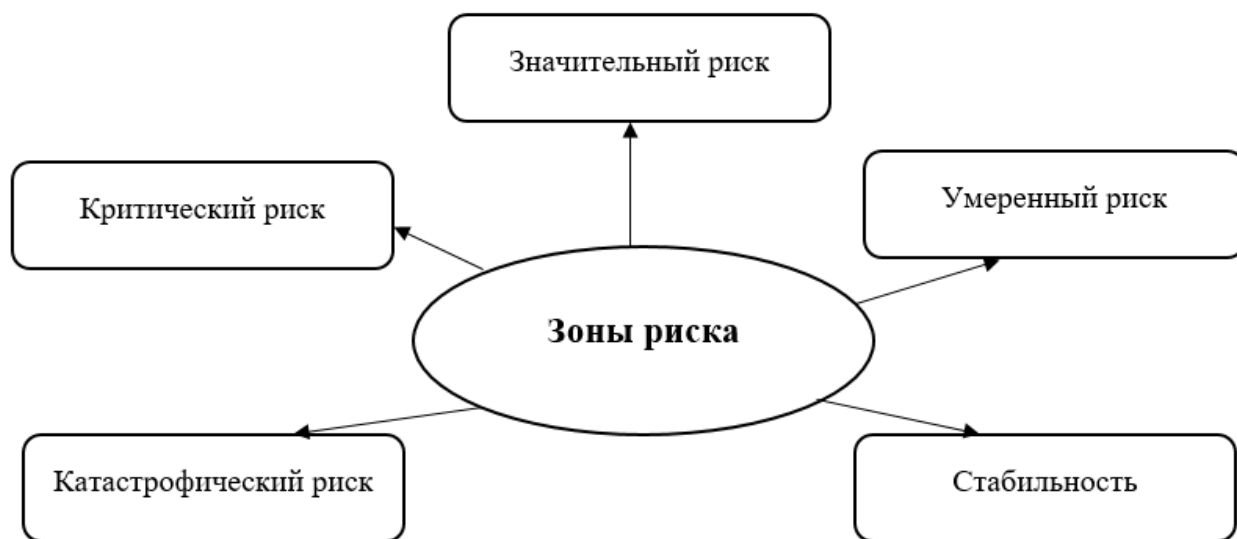 Значительный риск
Критический риск
Умеренный риск
Зоны риска
Катастрофический риск
Стабильность